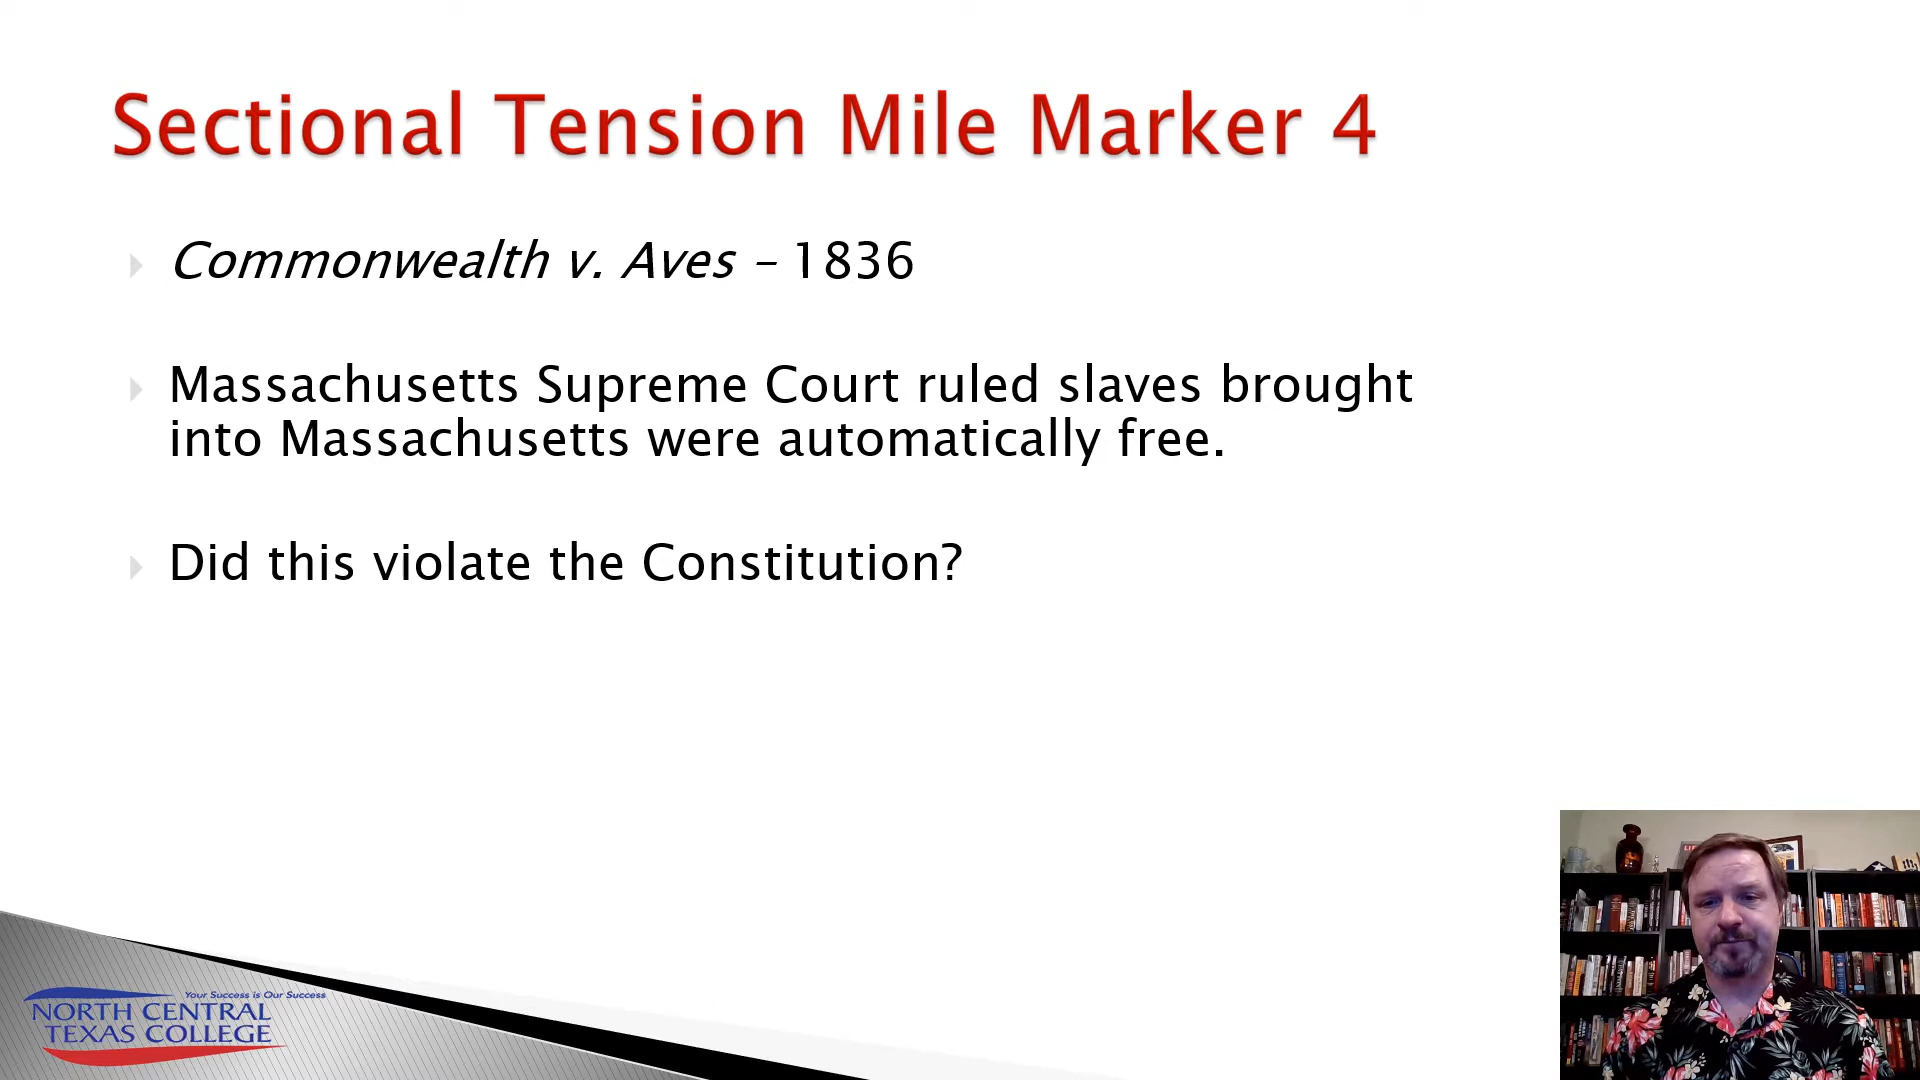 Sectional Tension Mile Marker 4
Commonwealth v. Aves – 1836
Massachusetts Supreme Court ruled slaves brought
into Massachusetts were automatically free.
Did this violate the Constitution?
Your Success is Our Success
NORTH CENTRAL
TEXAS COLLEGE